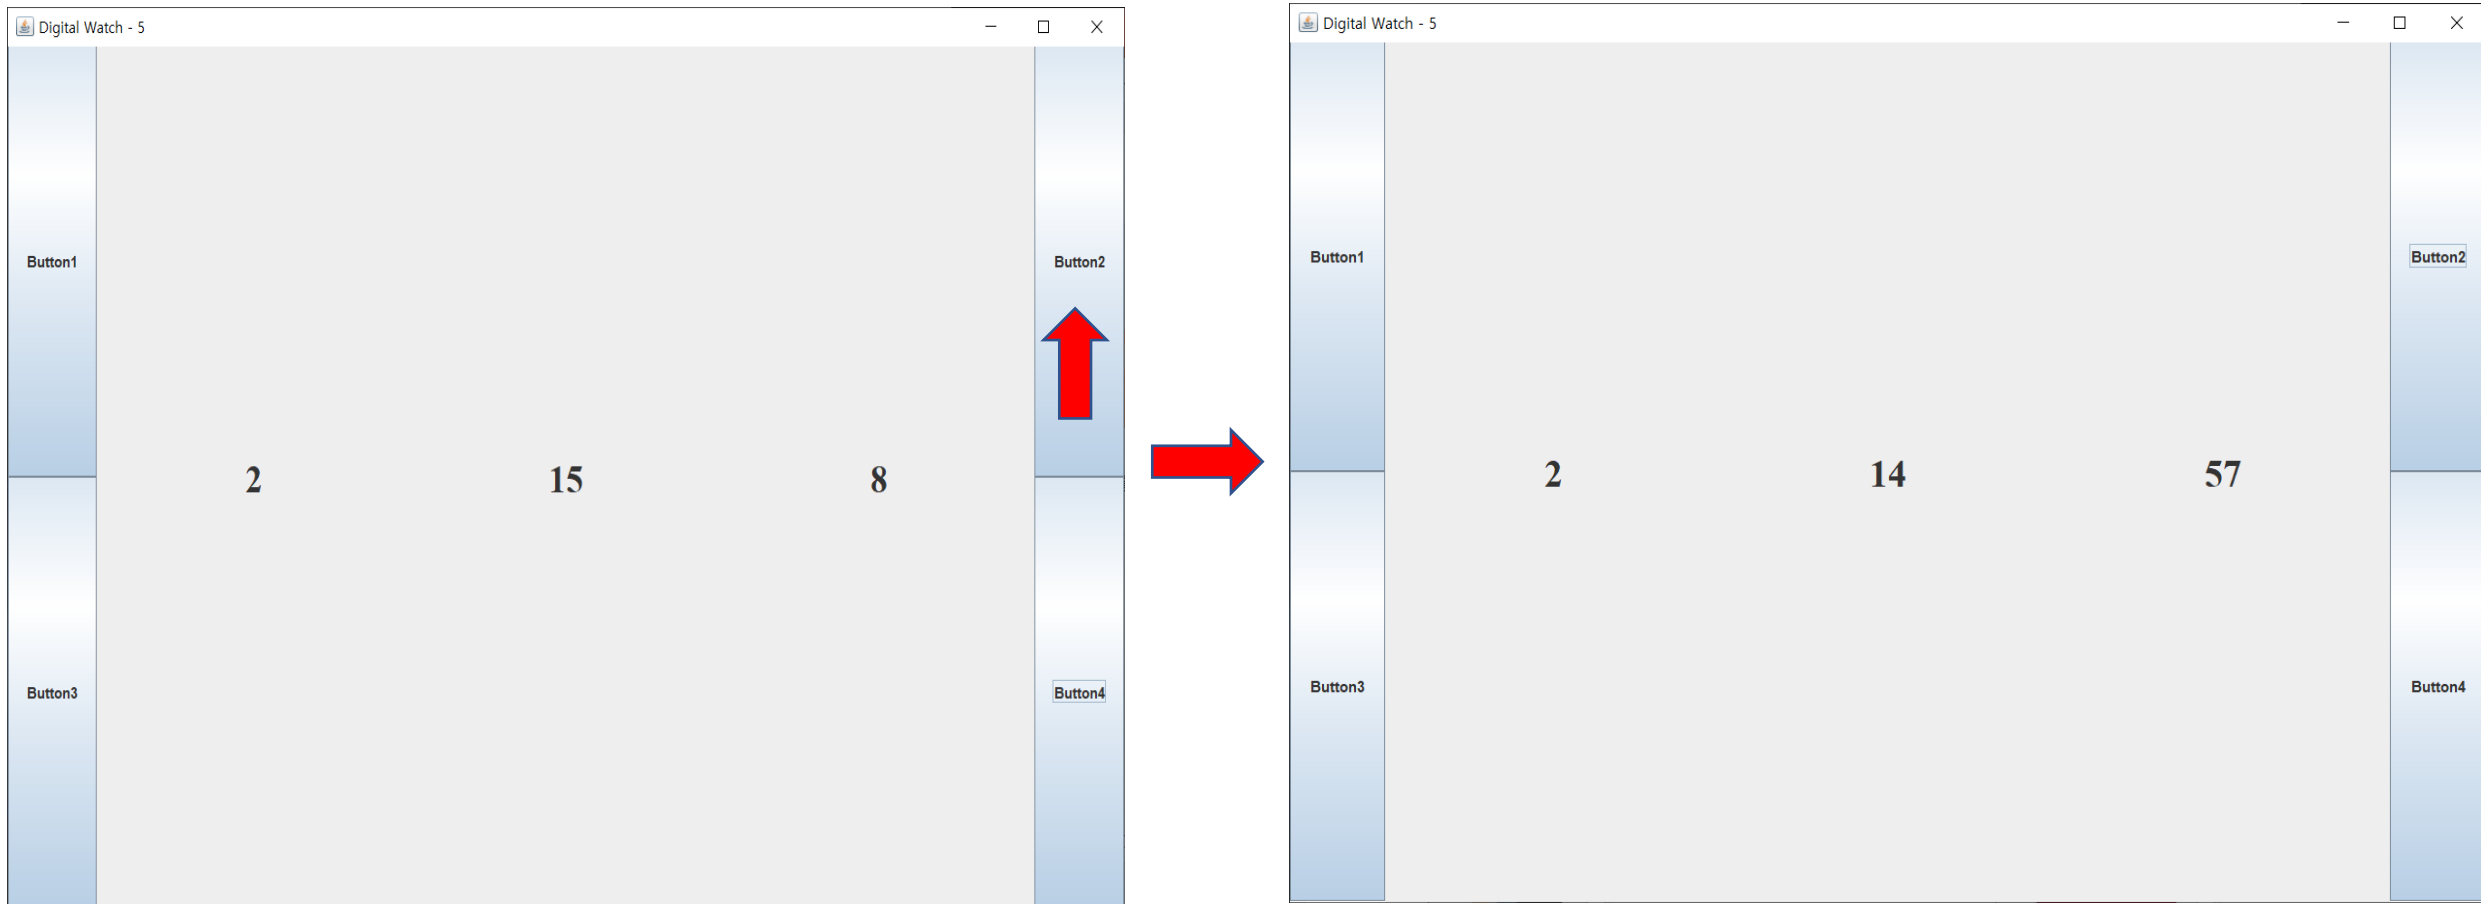 Digital Watch - 5
Button1
Button2
2 15 8
Button3
Button4
Digital Watch - 5
Button1
Button2
2 14 57
Button3
Button4